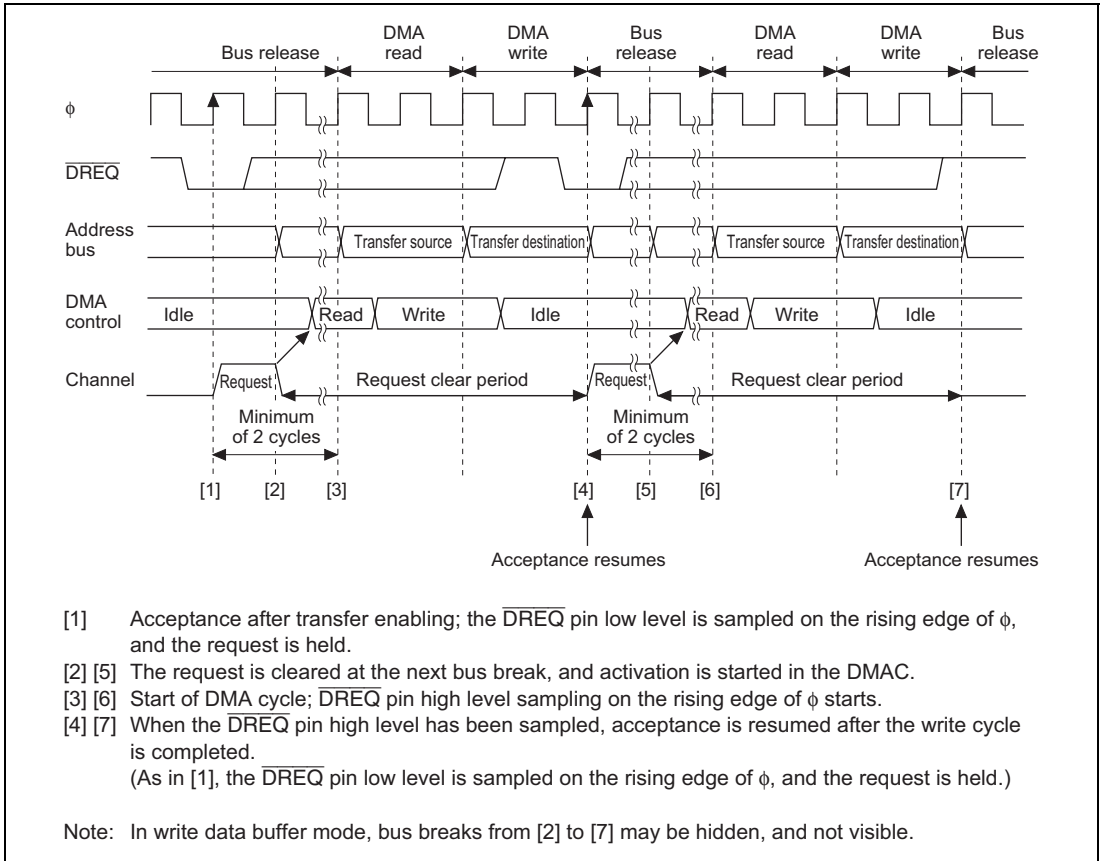 Bus release
DMA
read
DMA
write
Bus
release
DMA
read
DMA
write
Bus
release
ϕ
DREQ
Address
bus
Transfer source
Transfer destination
Transfer source
Transfer destination
DMA
control
Idle
Read
Write
Idle
Read
Write
Idle
Channel
Request
Request clear period
Request
Request clear period
Minimum
of 2 cycles
Minimum
of 2 cycles
[1] [2] [3] [4] [5] [6] [7]
Acceptance resumes
Acceptance resumes
[1] Acceptance after transfer enabling; the DREQ pin low level is sampled on the rising edge of ϕ,
and the request is held.
[2] [5] The request is cleared at the next bus break, and activation is started in the DMAC.
[3] [6] Start of DMA cycle; DREQ pin high level sampling on the rising edge of ϕ starts.
[4] [7] When the DREQ pin high level has been sampled, acceptance is resumed after the write cycle
is completed.
(As in [1], the DREQ pin low level is sampled on the rising edge of ϕ, and the request is held.)
Note: In write data buffer mode, bus breaks from [2] to [7] may be hidden, and not visible.